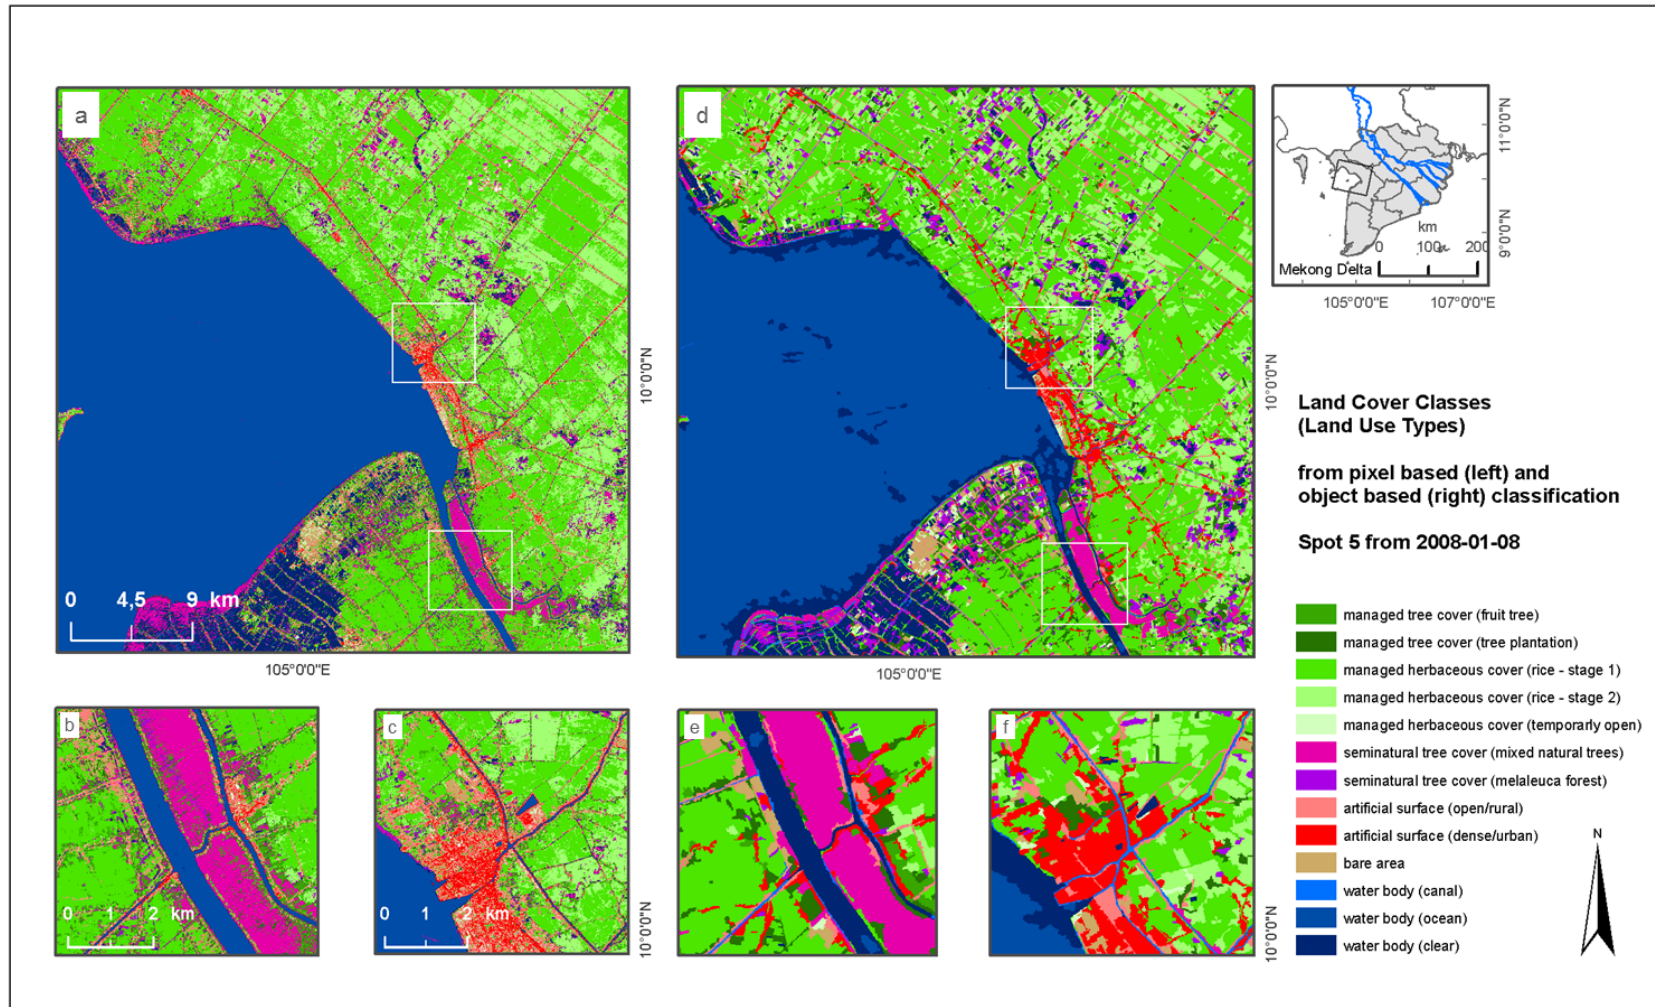 a
0 4,5 9 km
105°0'0"E
10°0'0"N
d
105°0'0"E
10°0'0"N
11°0'0"N
9°0'0"N
km
0 100 200
Mekong Delta
105°0'0"E 107°0'0"E
Land Cover Classes
(Land Use Types)
from pixel based (left) and
object based (right) classification
Spot 5 from 2008-01-08
managed tree cover (fruit tree)
managed tree cover (tree plantation)
managed herbaceous cover (rice - stage 1)
managed herbaceous cover (rice - stage 2)
managed herbaceous cover (temporarly open)
seminatural tree cover (mixed natural trees)
seminatural tree cover (melaleuca forest)
artificial surface (open/rural)
artificial surface (dense/urban)
bare area
water body (canal)
water body (ocean)
water body (clear)
N
b
0 1 2 km
c
0 1 2 km
10°0'0"N
e
f
10°0'0"N